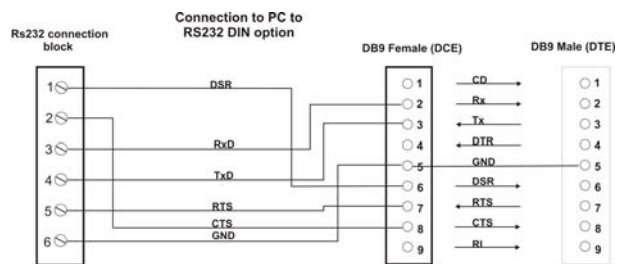 Connection to PC to
RS232 DIN option
Rs232 connection
block
DB9 Female (DCE)
DB9 Male (DTE)
1 DSR 1 CD 1
2 2 Rx 2
3 RxD 3 Tx 3
4 TxD 4 DTR 4
5 RTS 5 GND 5
6 CTS 6 DSR 6
GND 7 RTS 7
8 CTS 8
9 RI 9